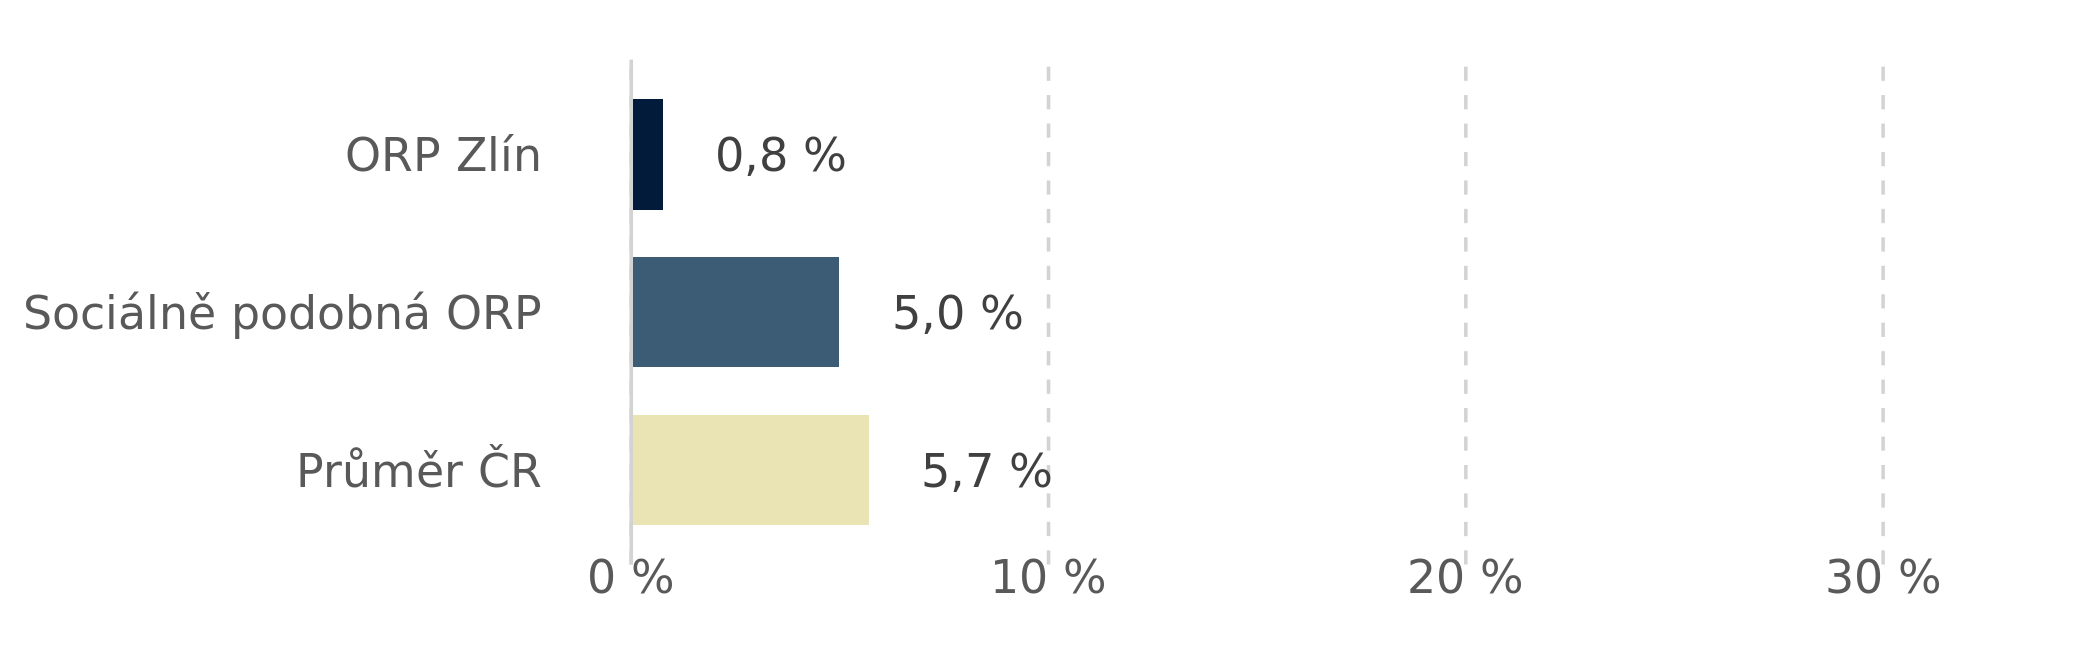 ORP Zlín 0,8 %
Sociálně podobná ORP 5,0 %
Průměr ČR 5,7 %
0 % 10 % 20 % 30 %